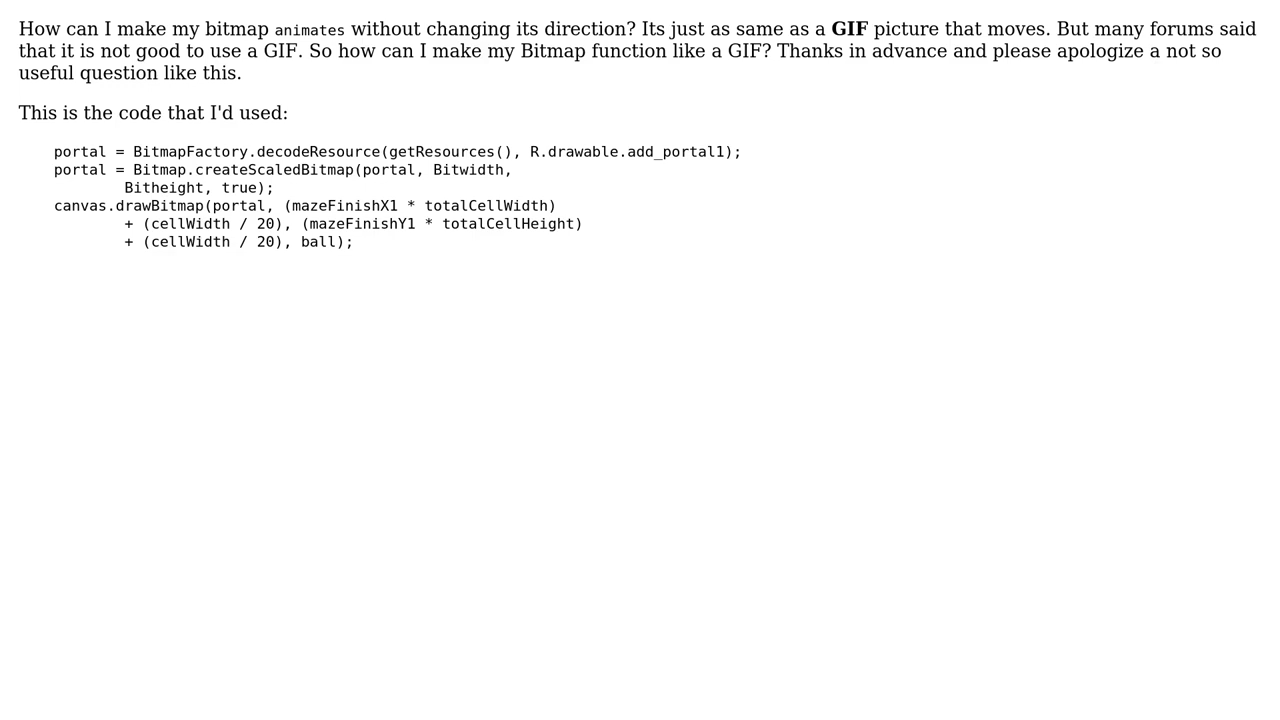 How can I make my bitmap animates without changing its direction? Its just as same as a GIF picture that moves. But many forums said
that it is not good to use a GIF. So how can I make my Bitmap function like a GIF? Thanks in advance and please apologize a not so
useful question like this.
This is the code that I'd used:
portal = BitmapFactory.decodeResource(getResources(), R.drawable.add_portal1);
portal = Bitmap.createScaledBitmap(portal, Bitwidth,
Bitheight, true);
canvas.drawBitmap(portal, (mazeFinishX1 * totalCellWidth)
+ (cellWidth / 20), (mazeFinishY1 * totalCellHeight)
+ (cellWidth / 20), ball);